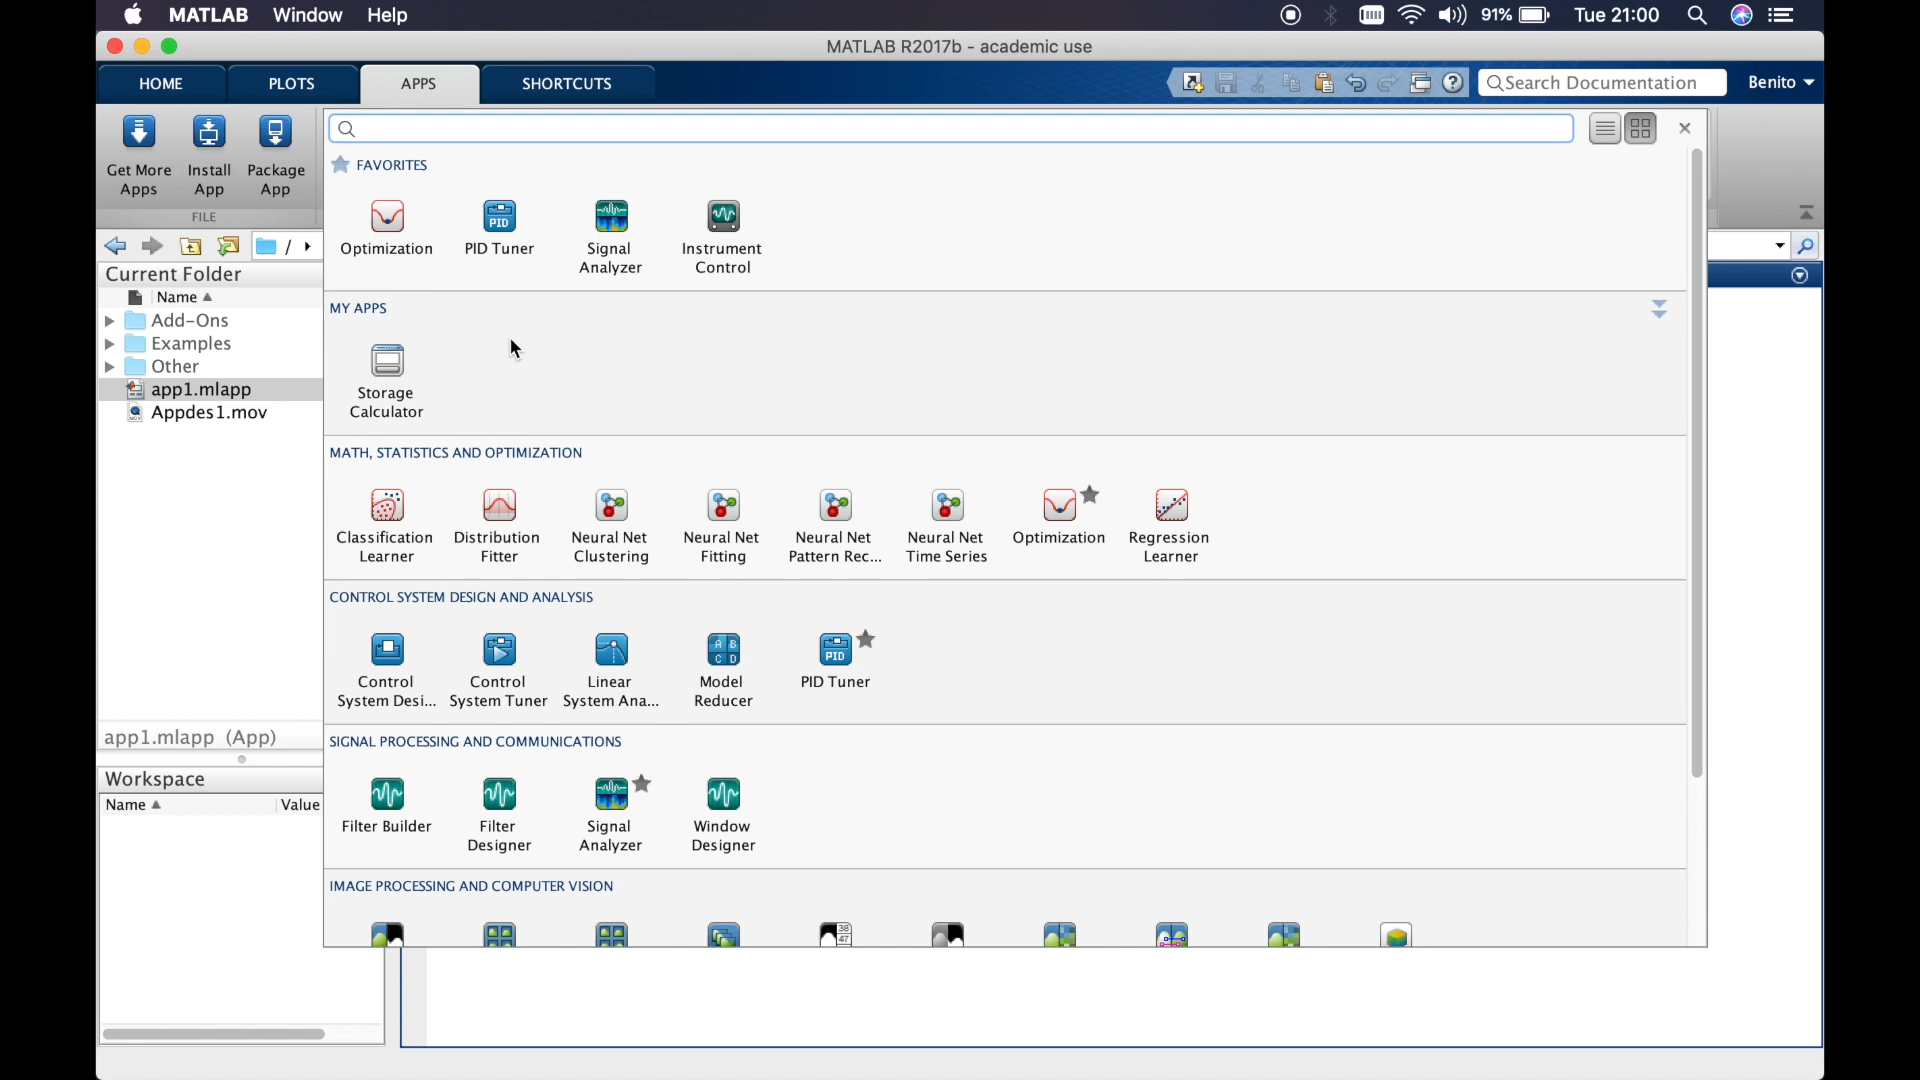 MATLAB Window Help 91% Tue 21:00
MATLAB R2017b - academic use
HOME PLOTS APPS SHORTCUTS Search Documentation Benito
Get More Apps
Install App
Package App
FILE
/
Current Folder
Name
Add-Ons
Examples
Other
app1.mlapp
Appdes1.mov
app1.mlapp (App)
Workspace
Name Value
FAVORITES
Optimization
PID
PID Tuner
Signal Analyzer
Instrument Control
MY APPS
Storage Calculator
MATH, STATISTICS AND OPTIMIZATION
Classification Learner
Distribution Fitter
Neural Net Clustering
Neural Net Fitting
Neural Net Pattern Rec...
Neural Net Time Series
Optimization
Regression Learner
CONTROL SYSTEM DESIGN AND ANALYSIS
Control System Desi...
Control System Tuner
Linear System Ana...
A B
C D
Model Reducer
PID
PID Tuner
SIGNAL PROCESSING AND COMMUNICATIONS
Filter Builder
Filter Designer
Signal Analyzer
Window Designer
IMAGE PROCESSING AND COMPUTER VISION
38
47